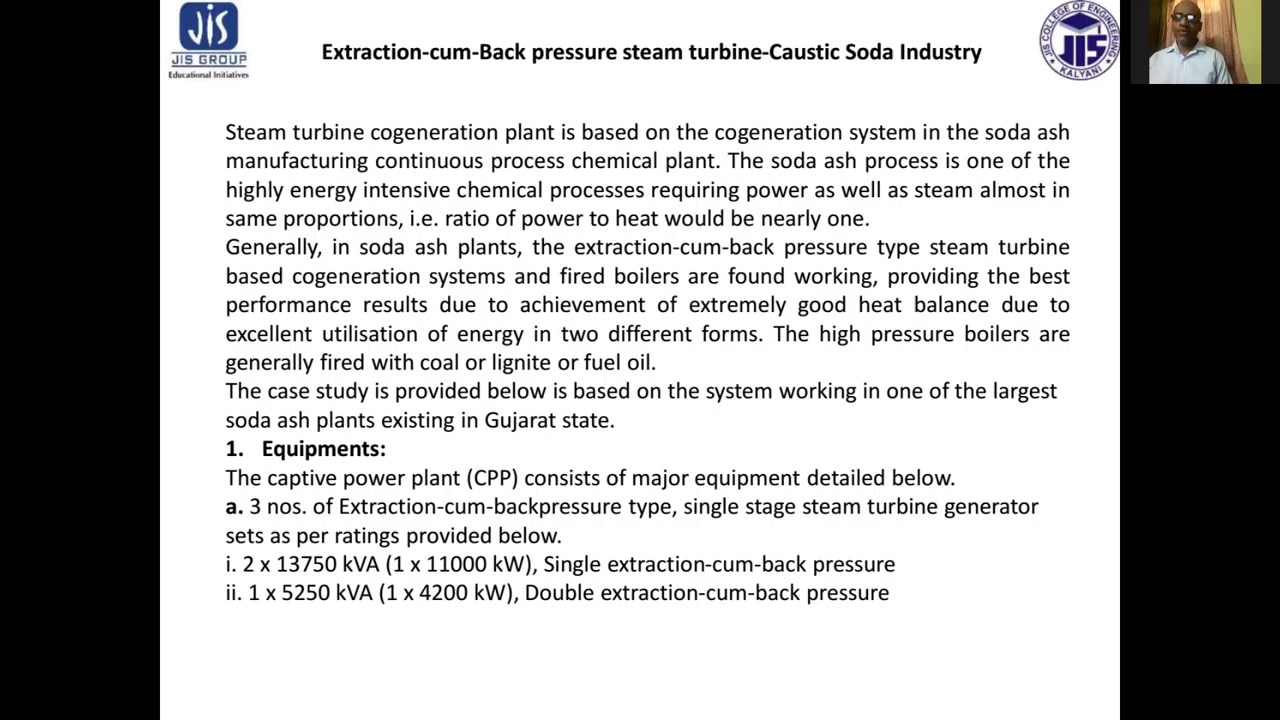 JIS
JIS GROUP
Educational Initiatives
Extraction-cum-Back pressure steam turbine-Caustic Soda Industry
JIS COLLEGE OF ENGINEERING
JIS
KALYANI
Steam turbine cogeneration plant is based on the cogeneration system in the soda ash
manufacturing continuous process chemical plant. The soda ash process is one of the
highly energy intensive chemical processes requiring power as well as steam almost in
same proportions, i.e. ratio of power to heat would be nearly one.
Generally, in soda ash plants, the extraction-cum-back pressure type steam turbine
based cogeneration systems and fired boilers are found working, providing the best
performance results due to achievement of extremely good heat balance due to
excellent utilisation of energy in two different forms. The high pressure boilers are
generally fired with coal or lignite or fuel oil.
The case study is provided below is based on the system working in one of the largest
soda ash plants existing in Gujarat state.
1. Equipments:
The captive power plant (CPP) consists of major equipment detailed below.
a. 3 nos. of Extraction-cum-backpressure type, single stage steam turbine generator
sets as per ratings provided below.
i. 2 x 13750 kVA (1 x 11000 kW), Single extraction-cum-back pressure
ii. 1 x 5250 kVA (1 x 4200 kW), Double extraction-cum-back pressure